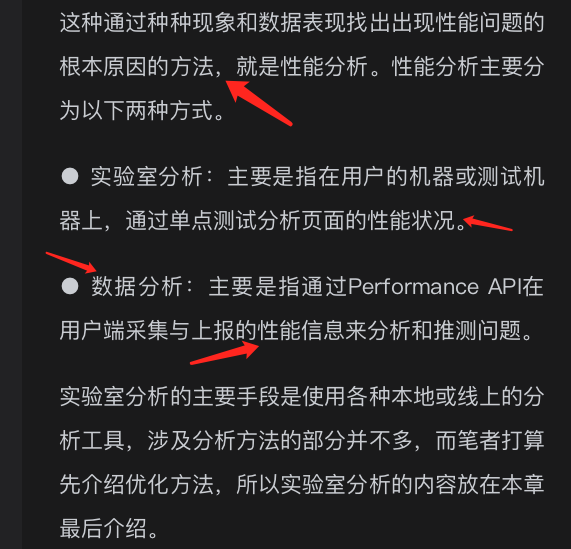 这种通过种种现象和数据表现找出出现性能问题的
根本原因的方法，就是性能分析。性能分析主要分
为以下两种方式。
● 实验室分析：主要是指在用户的机器或测试机
器上，通过单点测试分析页面的性能状况。
● 数据分析：主要是指通过Performance API在
用户端采集与上报的性能信息来分析和推测问题。
实验室分析的主要手段是使用各种本地或线上的分
析工具，涉及分析方法的部分并不多，而笔者打算
先介绍优化方法，所以实验室分析的内容放在本章
最后介绍。